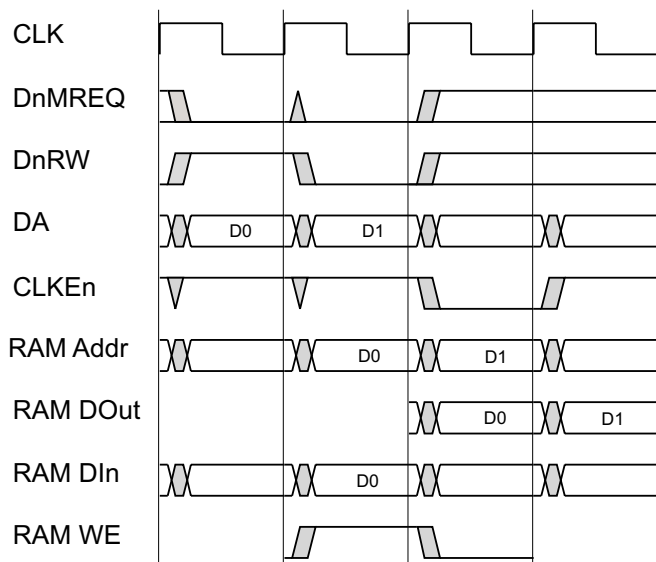 CLK
DnMREQ
DnRW
DA D0 D1
CLKEn
RAM Addr D0 D1
RAM DOut D0 D1
RAM DIn D0
RAM WE